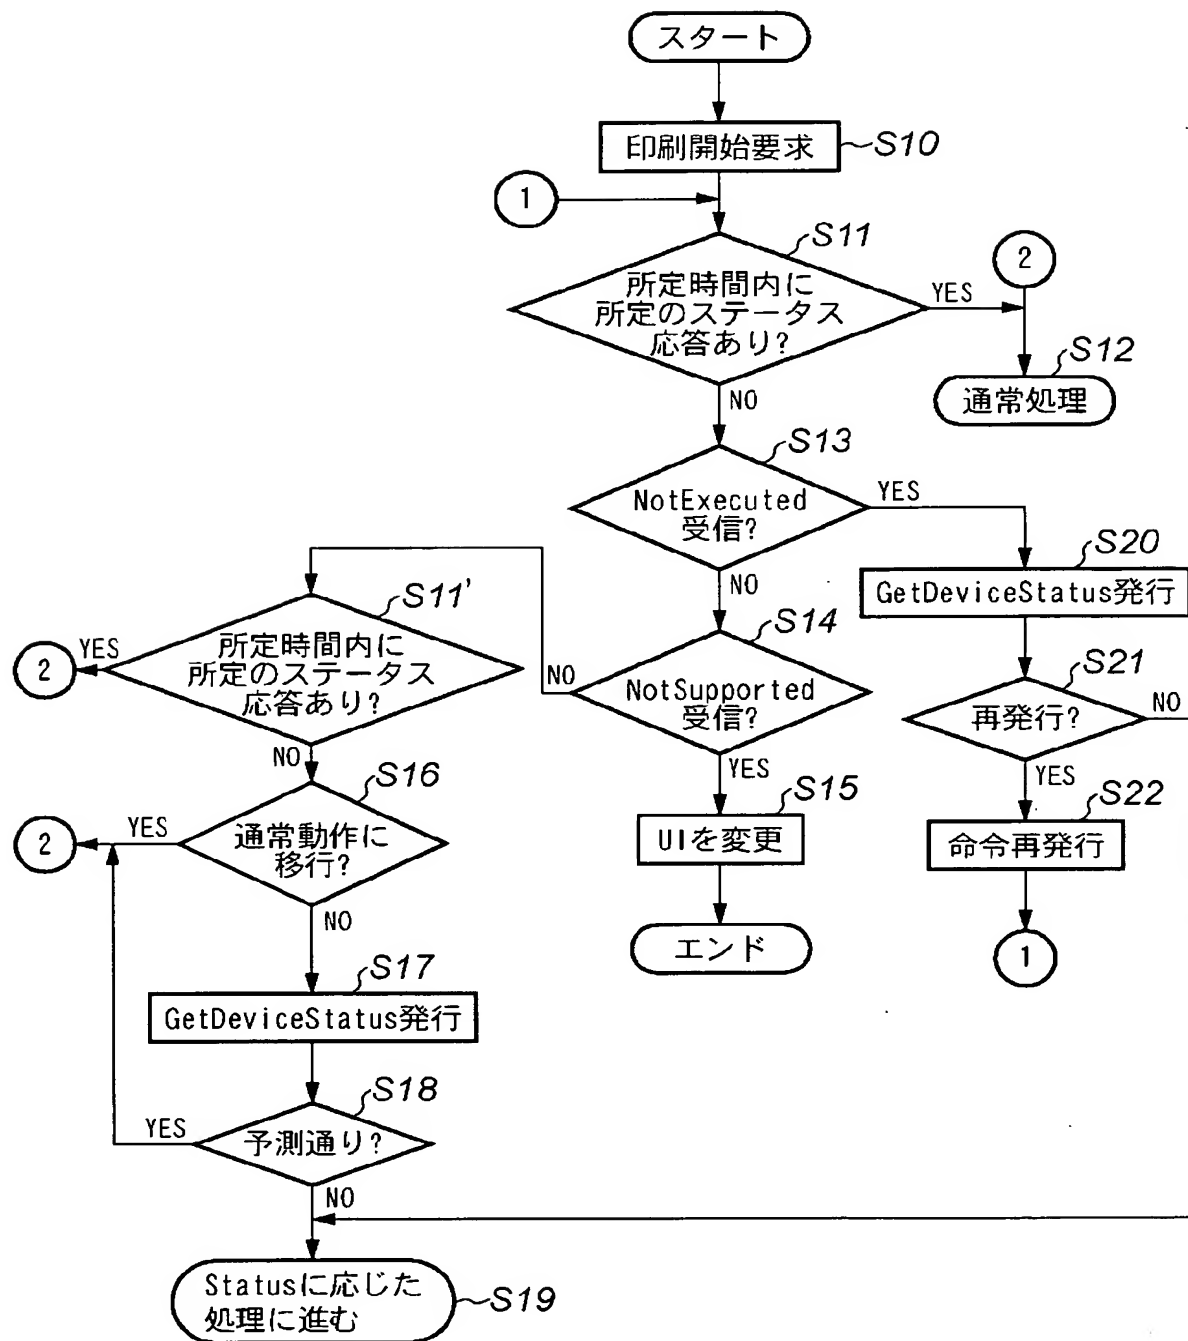 スタート
印刷開始要求
S10
1
S11
所定時間内に
所定のステータス
応答あり?
YES
2
S12
通常処理
NO
S13
NotExecuted
受信?
YES
S20
GetDeviceStatus発行
NO
S11'
所定時間内に
所定のステータス
応答あり?
YES
2
S14
NotSupported
受信?
NO
S21
再発行?
NO
NO
S16
通常動作に
移行?
YES
2
YES
S15
UIを変更
YES
S22
命令再発行
NO
エンド
1
S17
GetDeviceStatus発行
S18
予測通り?
YES
NO
Statusに応じた
処理に進む
S19